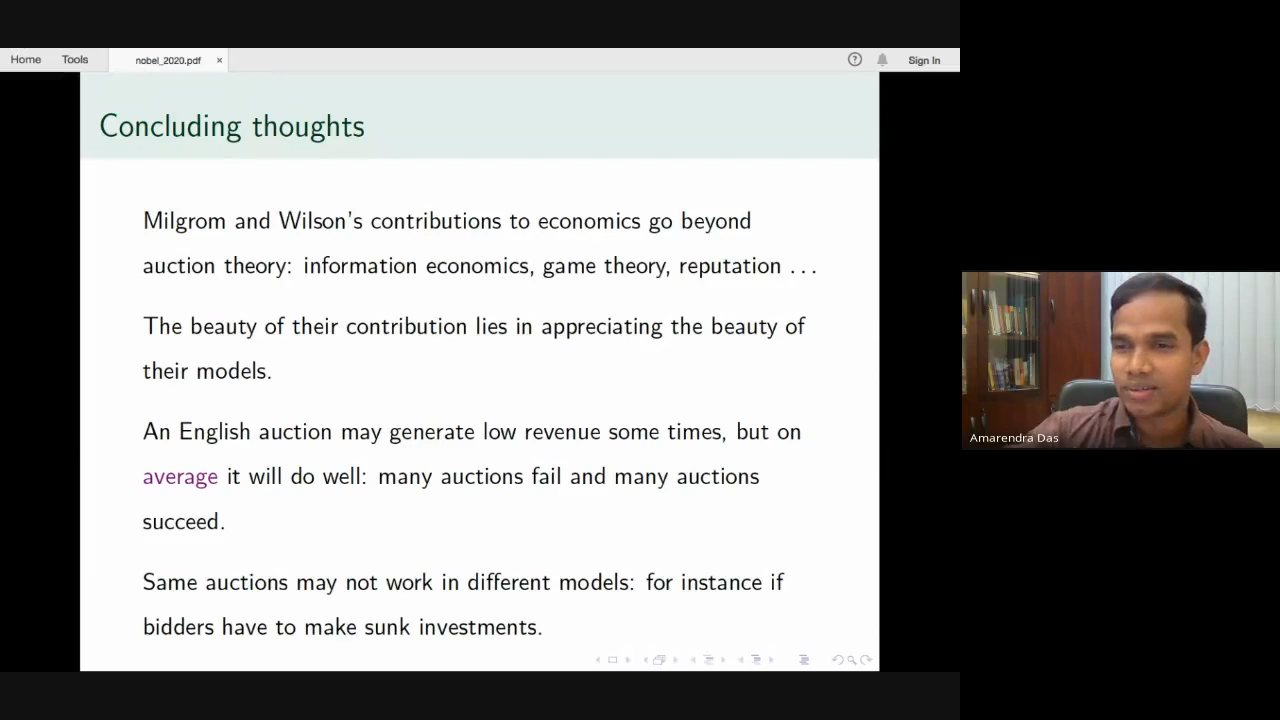 Home Tools nobel_2020.pdf × Sign In
Concluding thoughts
Milgrom and Wilson's contributions to economics go beyond
auction theory: information economics, game theory, reputation . . .
The beauty of their contribution lies in appreciating the beauty of
their models.
An English auction may generate low revenue some times, but on
average it will do well: many auctions fail and many auctions
succeed.
Same auctions may not work in different models: for instance if
bidders have to make sunk investments.
Amarendra Das